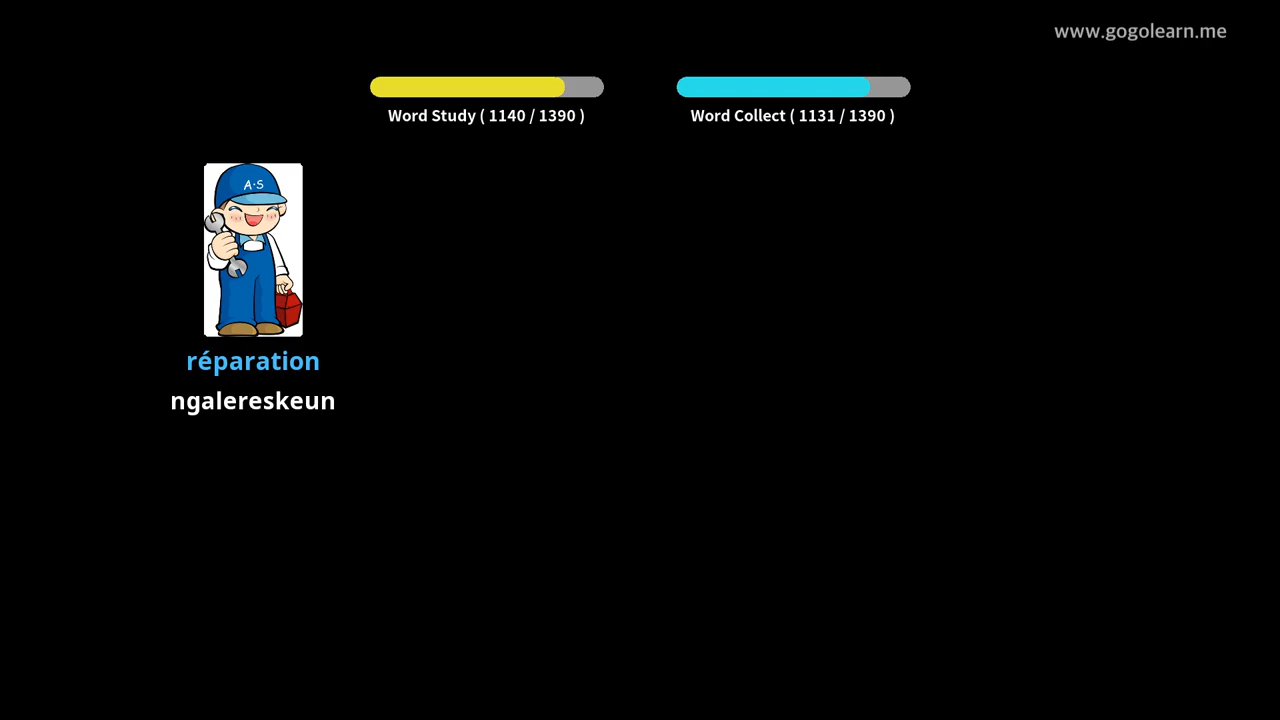 www.gogolearn.me
Word Study ( 1140 / 1390 )
Word Collect ( 1131 / 1390 )
A·S
réparation
ngalereskeun